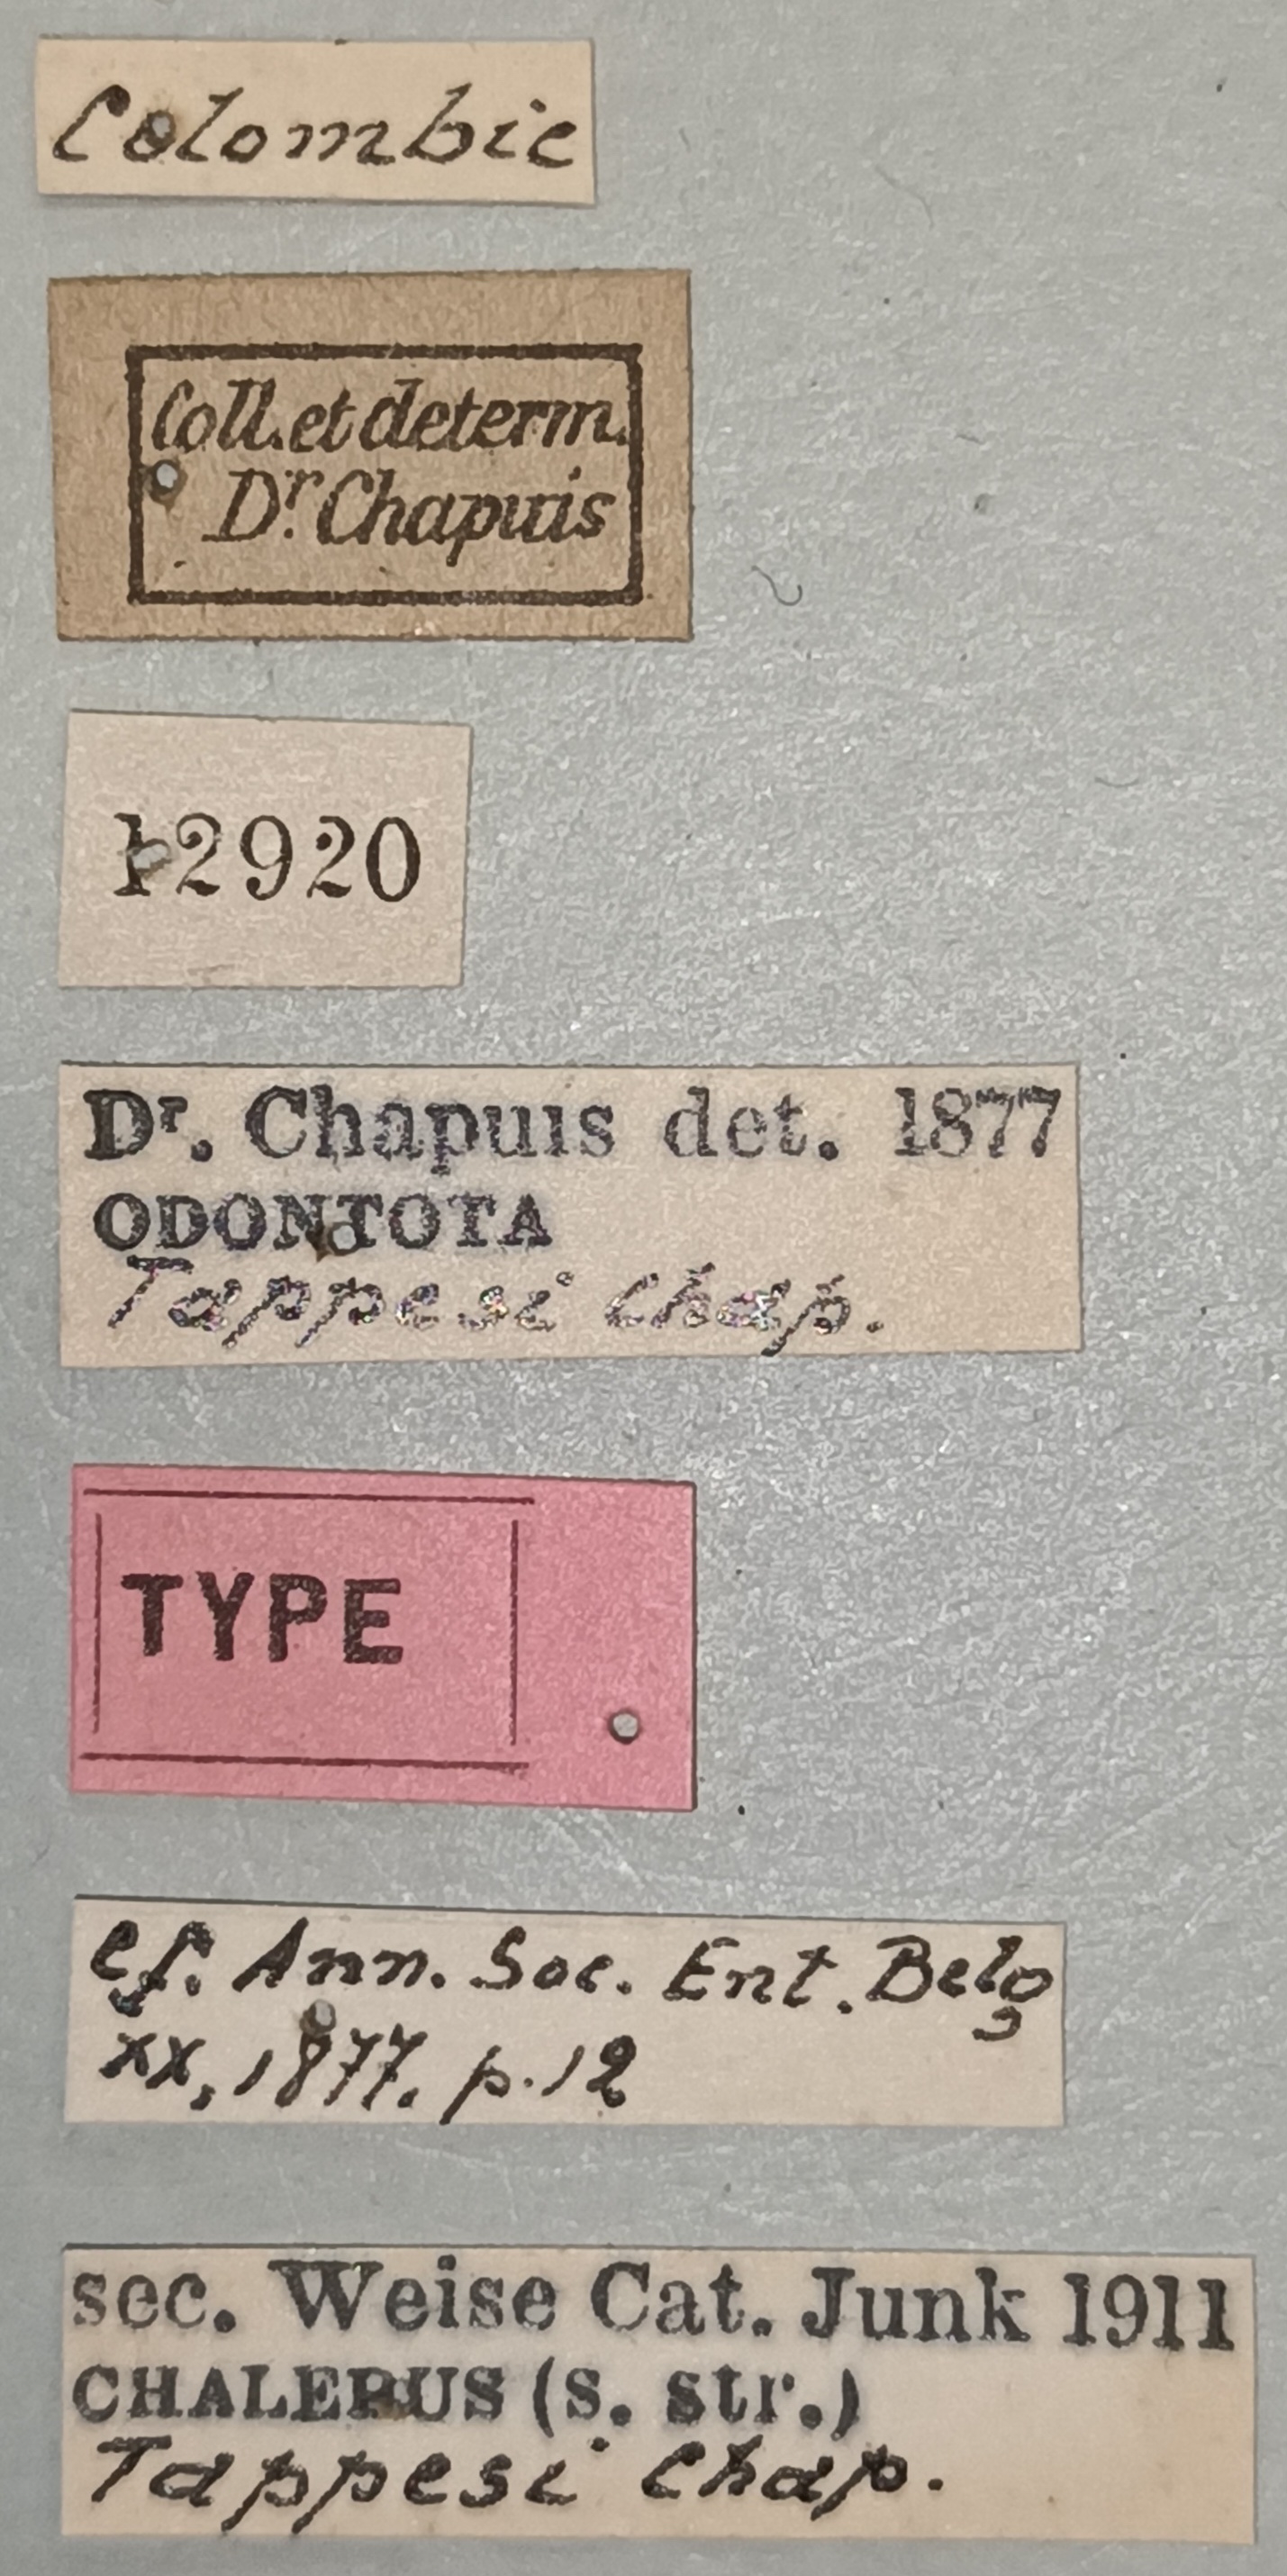 Colombie
Coll. et determ.
Dr. Chapuis
12920
Dr. Chapuis det. 1877
ODONTOTA
Tappesi Chap.
TYPE
cf. Ann. Soc. Ent. Belg
XX, 1877. p. 12
sec. Weise Cat. Junk 1911
CHALEPUS (s. str.)
Tappesi Chap.